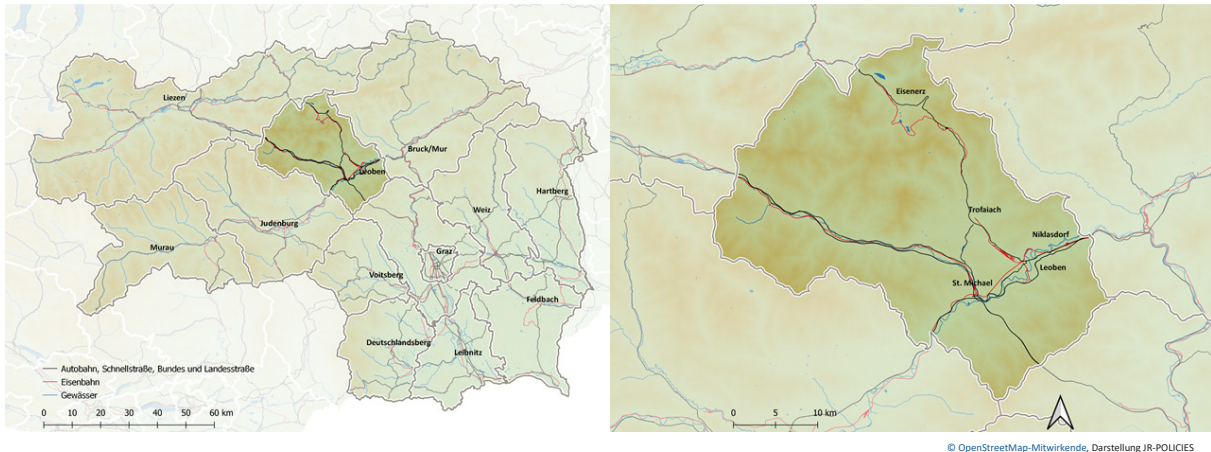 Liezen
Bruck/Mur
Leoben
Hartberg
Weiz
Judenburg
Murau
Graz
Voitsberg
Feldbach
Deutschlandsberg
Leibnitz
Autobahn, Schnellstraße, Bundes und Landesstraße
Eisenbahn
Gewässer
0 10 20 30 40 50 60 km
Eisenerz
Trofaiach
Niklasdorf
Leoben
St. Michael
0 5 10 km
© OpenStreetMap-Mitwirkende, Darstellung JR-POLICIES